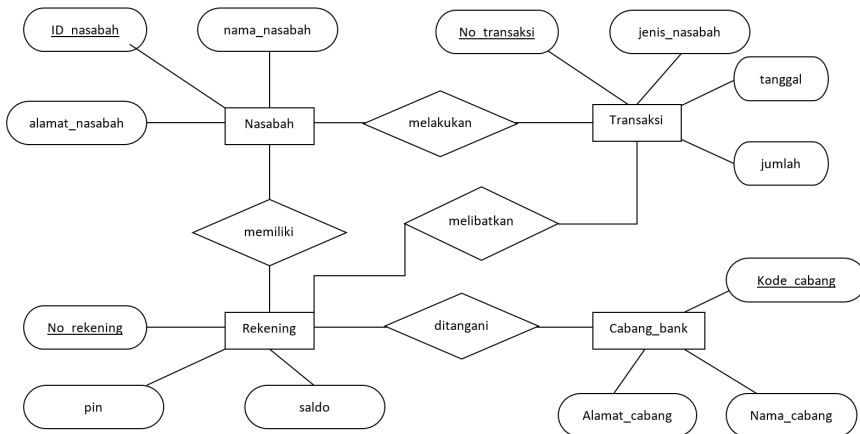 ID_nasabah
nama_nasabah
No_transaksi
jenis_nasabah
tanggal
alamat_nasabah
Nasabah
melakukan
Transaksi
jumlah
memiliki
melibatkan
Kode_cabang
No_rekening
Rekening
ditangani
Cabang_bank
pin
saldo
Alamat_cabang
Nama_cabang